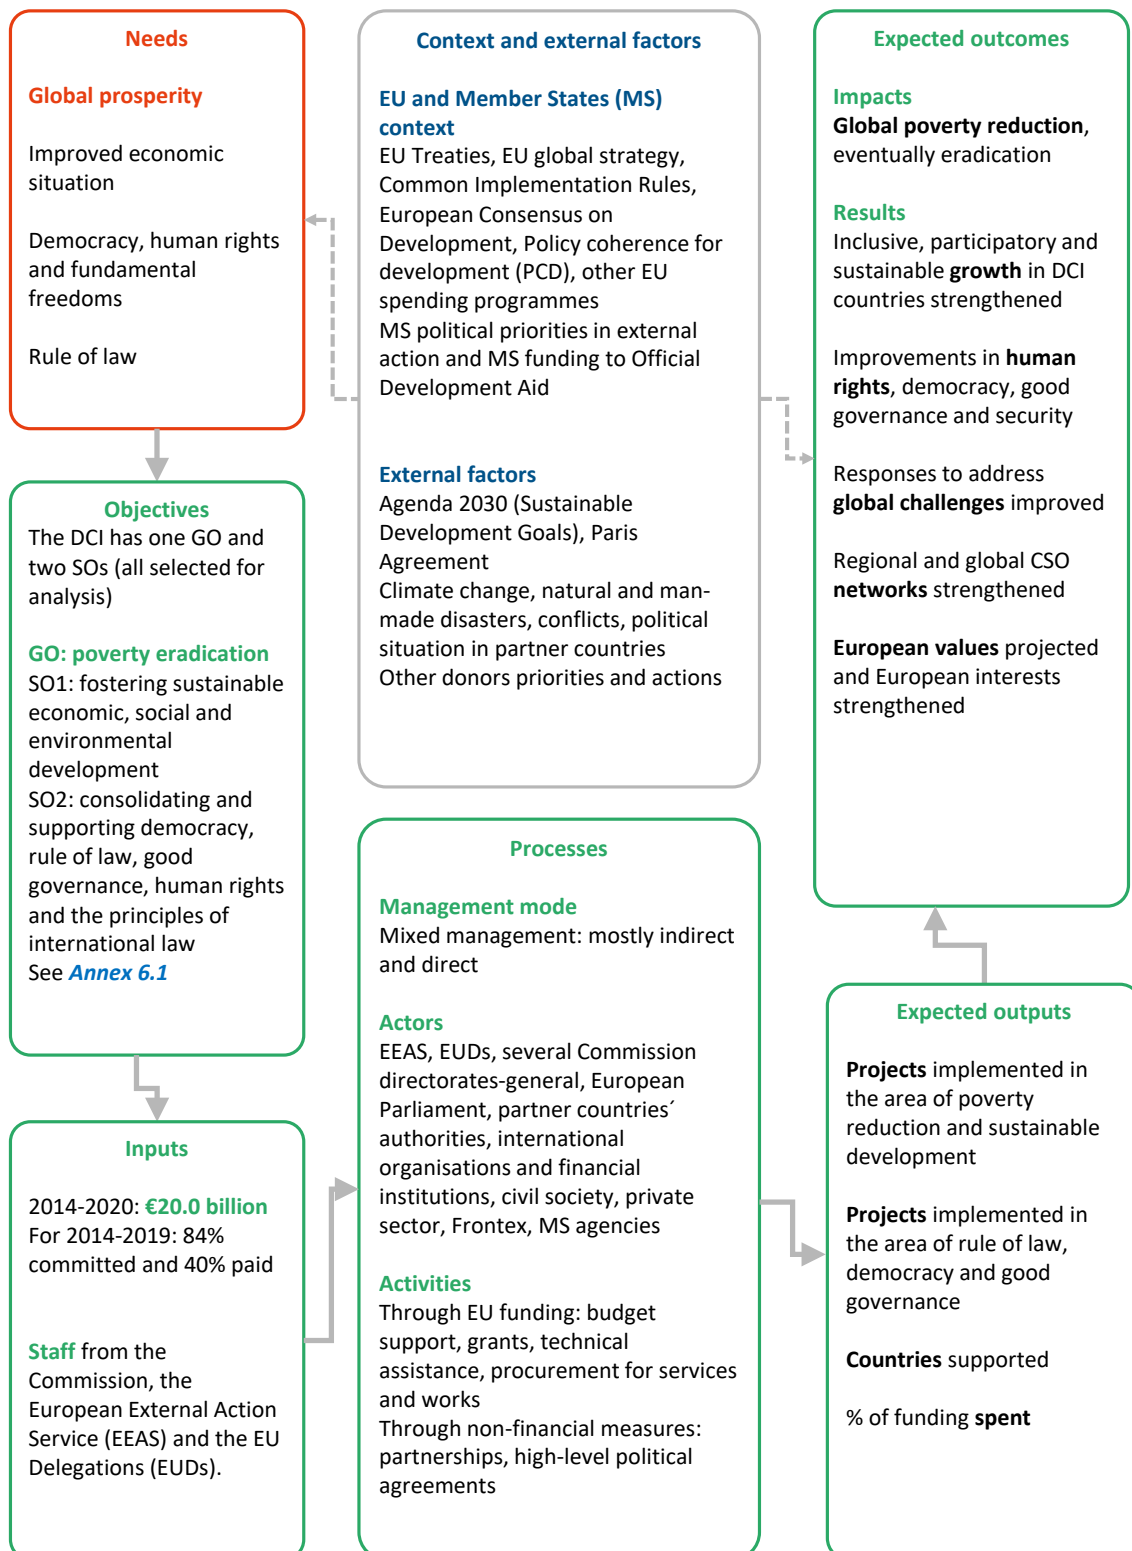 Needs
Global prosperity
Improved economic
situation
Democracy, human rights
and fundamental
freedoms
Rule of law
Context and external factors
EU and Member States (MS)
context
EU Treaties, EU global strategy,
Common Implementation Rules,
European Consensus on
Development, Policy coherence for
development (PCD), other EU
spending programmes
MS political priorities in external
action and MS funding to Official
Development Aid
External factors
Agenda 2030 (Sustainable
Development Goals), Paris
Agreement
Climate change, natural and man-
made disasters, conflicts, political
situation in partner countries
Other donors priorities and actions
Expected outcomes
Impacts
Global poverty reduction,
eventually eradication
Results
Inclusive, participatory and
sustainable growth in DCI
countries strengthened
Improvements in human
rights, democracy, good
governance and security
Responses to address
global challenges improved
Regional and global CSO
networks strengthened
European values projected
and European interests
strengthened
Objectives
The DCI has one GO and
two SOs (all selected for
analysis)
GO: poverty eradication
SO1: fostering sustainable
economic, social and
environmental
development
SO2: consolidating and
supporting democracy,
rule of law, good
governance, human rights
and the principles of
international law
See Annex 6.1
Inputs
2014-2020: €20.0 billion
For 2014-2019: 84%
committed and 40% paid
Staff from the
Commission, the
European External Action
Service (EEAS) and the EU
Delegations (EUDs).
Processes
Management mode
Mixed management: mostly indirect
and direct
Actors
EEAS, EUDs, several Commission
directorates-general, European
Parliament, partner countries´
authorities, international
organisations and financial
institutions, civil society, private
sector, Frontex, MS agencies
Activities
Through EU funding: budget
support, grants, technical
assistance, procurement for services
and works
Through non-financial measures:
partnerships, high-level political
agreements
Expected outputs
Projects implemented in
the area of poverty
reduction and sustainable
development
Projects implemented in
the area of rule of law,
democracy and good
governance
Countries supported
% of funding spent